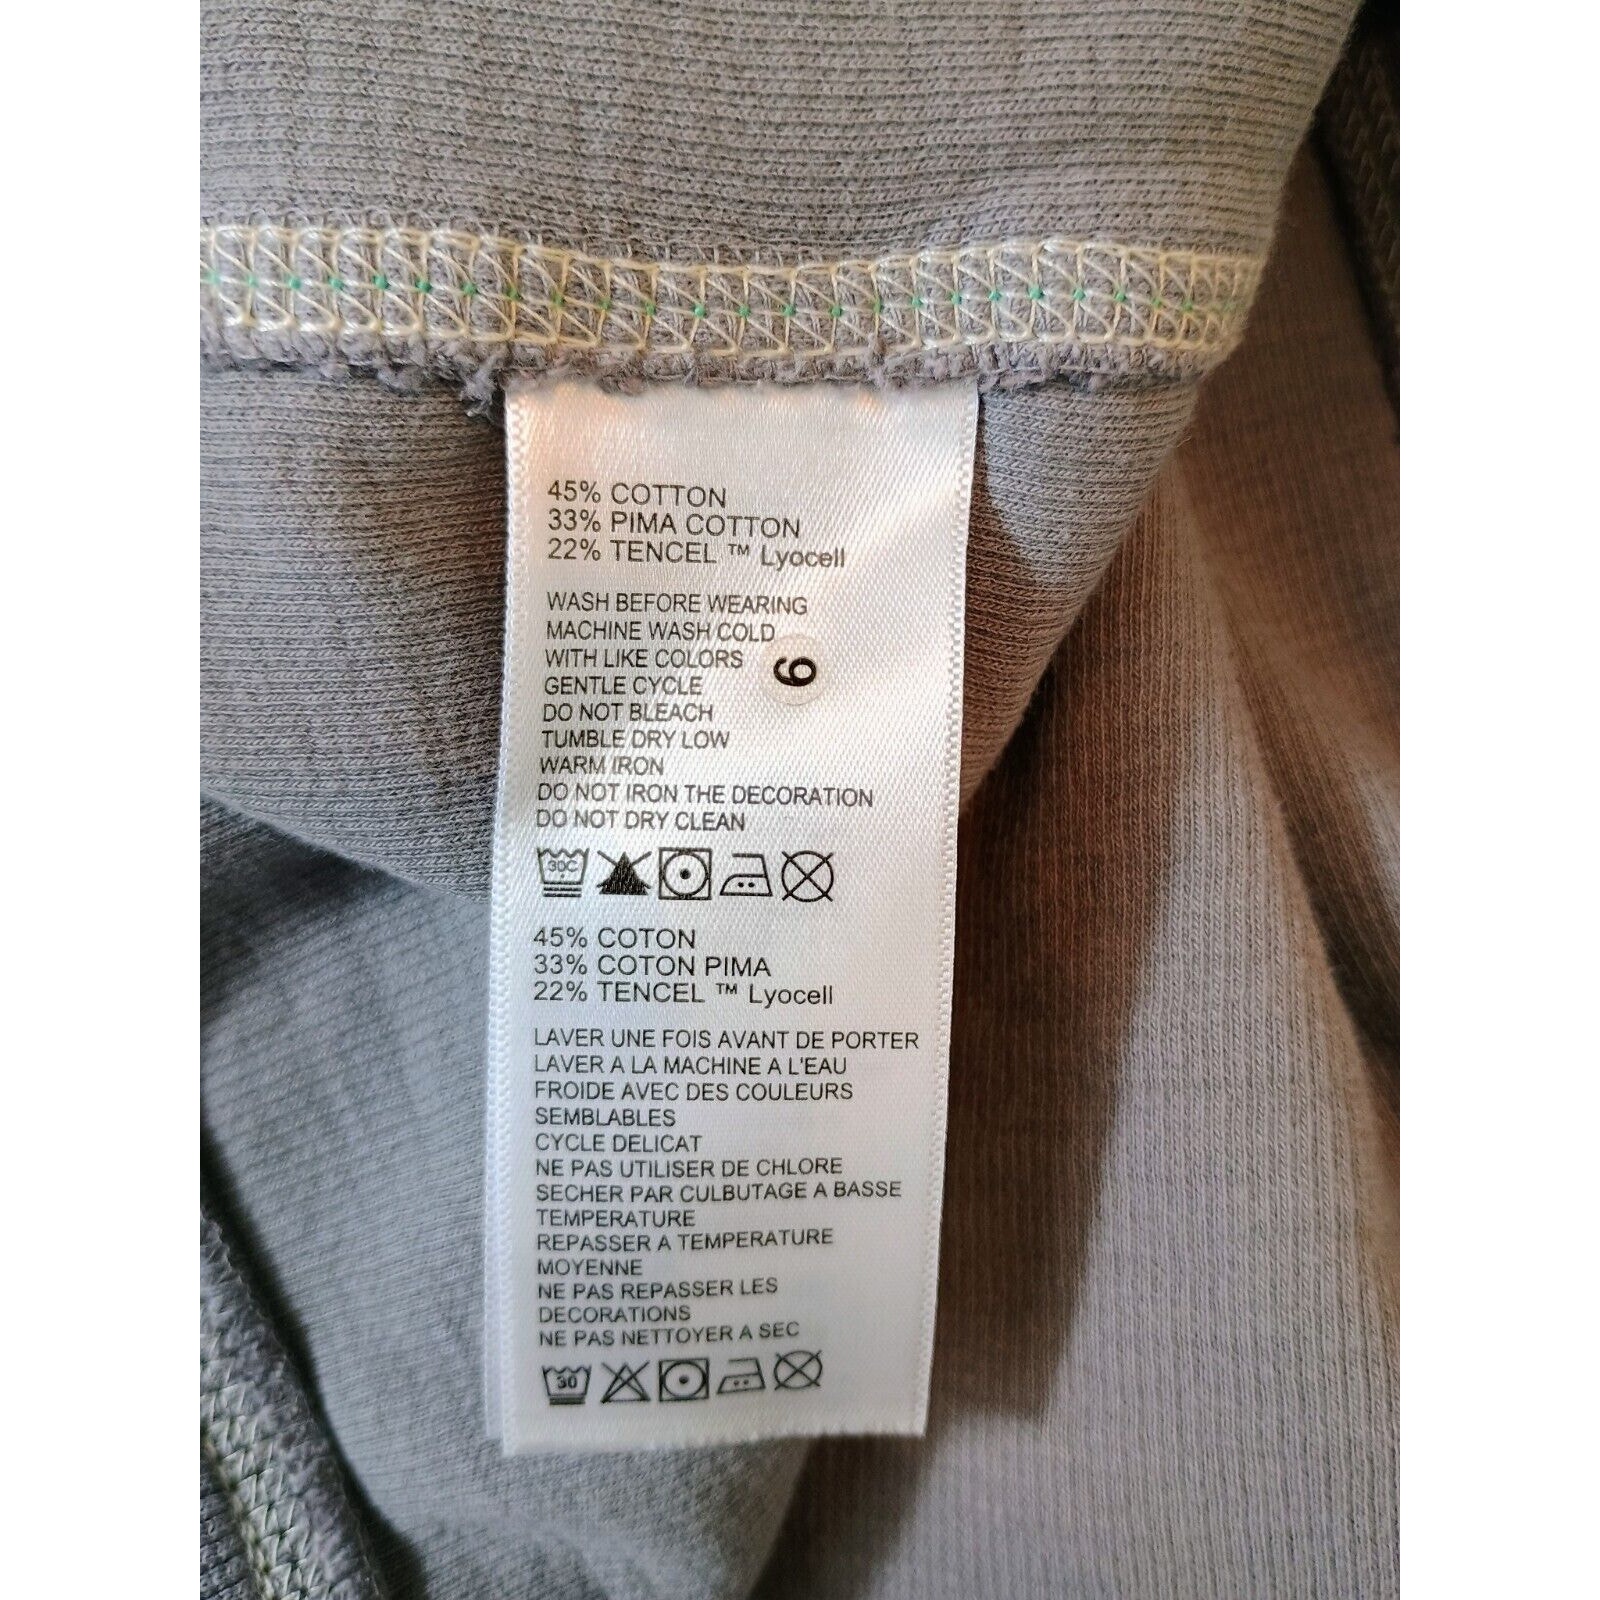 45% COTTON
33% PIMA COTTON
22% TENCEL ™ Lyocell
WASH BEFORE WEARING
MACHINE WASH COLD
WITH LIKE COLORS
GENTLE CYCLE
DO NOT BLEACH
TUMBLE DRY LOW
WARM IRON
DO NOT IRON THE DECORATION
DO NOT DRY CLEAN
30C
45% COTON
33% COTON PIMA
22% TENCEL ™ Lyocell
LAVER UNE FOIS AVANT DE PORTER
LAVER A LA MACHINE A L'EAU
FROIDE AVEC DES COULEURS
SEMBLABLES
CYCLE DELICAT
NE PAS UTILISER DE CHLORE
SECHER PAR CULBUTAGE A BASSE
TEMPERATURE
REPASSER A TEMPERATURE
MOYENNE
NE PAS REPASSER LES
DECORATIONS
NE PAS NETTOYER A SEC
30